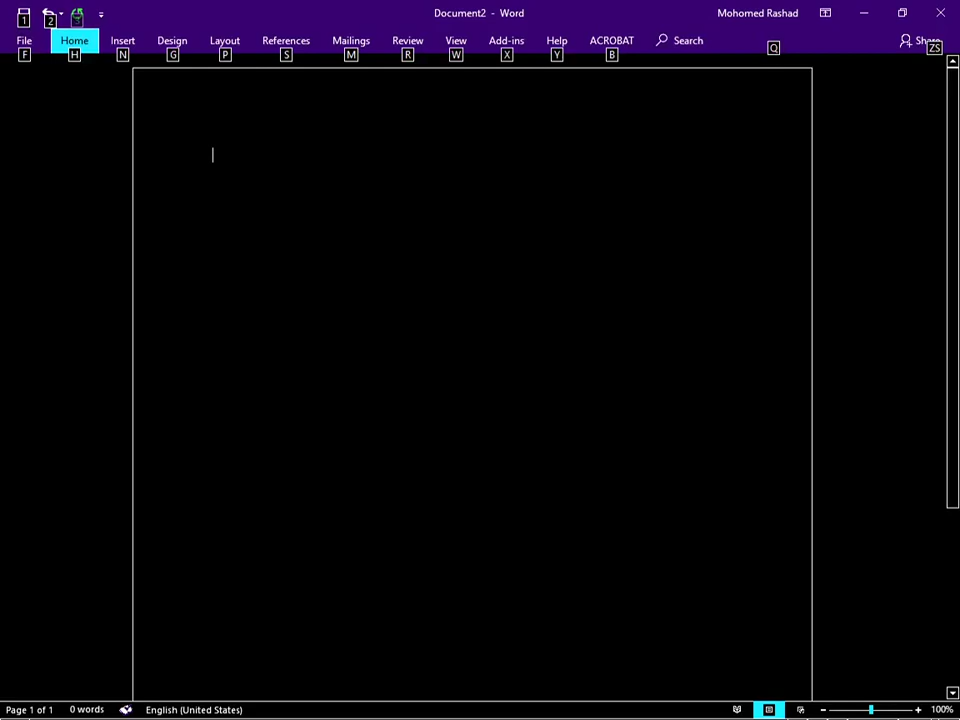 Document2 - Word
Mohomed Rashad
1 2 3
File Home Insert Design Layout References Mailings Review View Add-ins Help ACROBAT Search Share
F H N G P S M R W X Y B Q ZS
Page 1 of 1 0 words English (United States) 100%